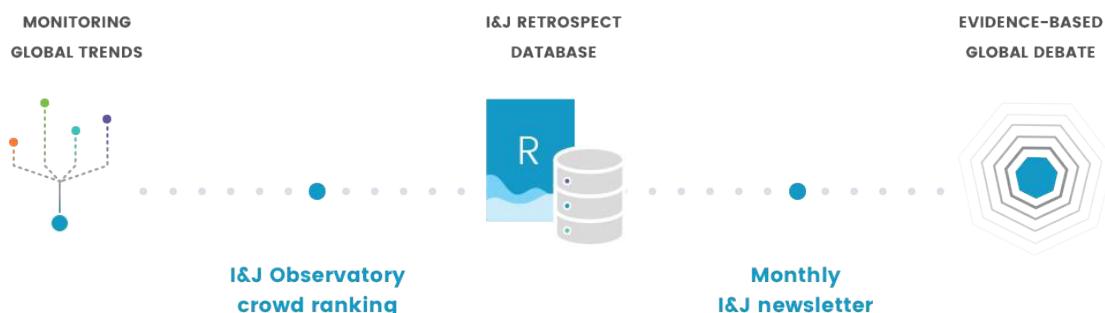 MONITORING
GLOBAL TRENDS
I&J RETROSPECT
DATABASE
EVIDENCE-BASED
GLOBAL DEBATE
R
I&J Observatory
crowd ranking
Monthly
I&J newsletter